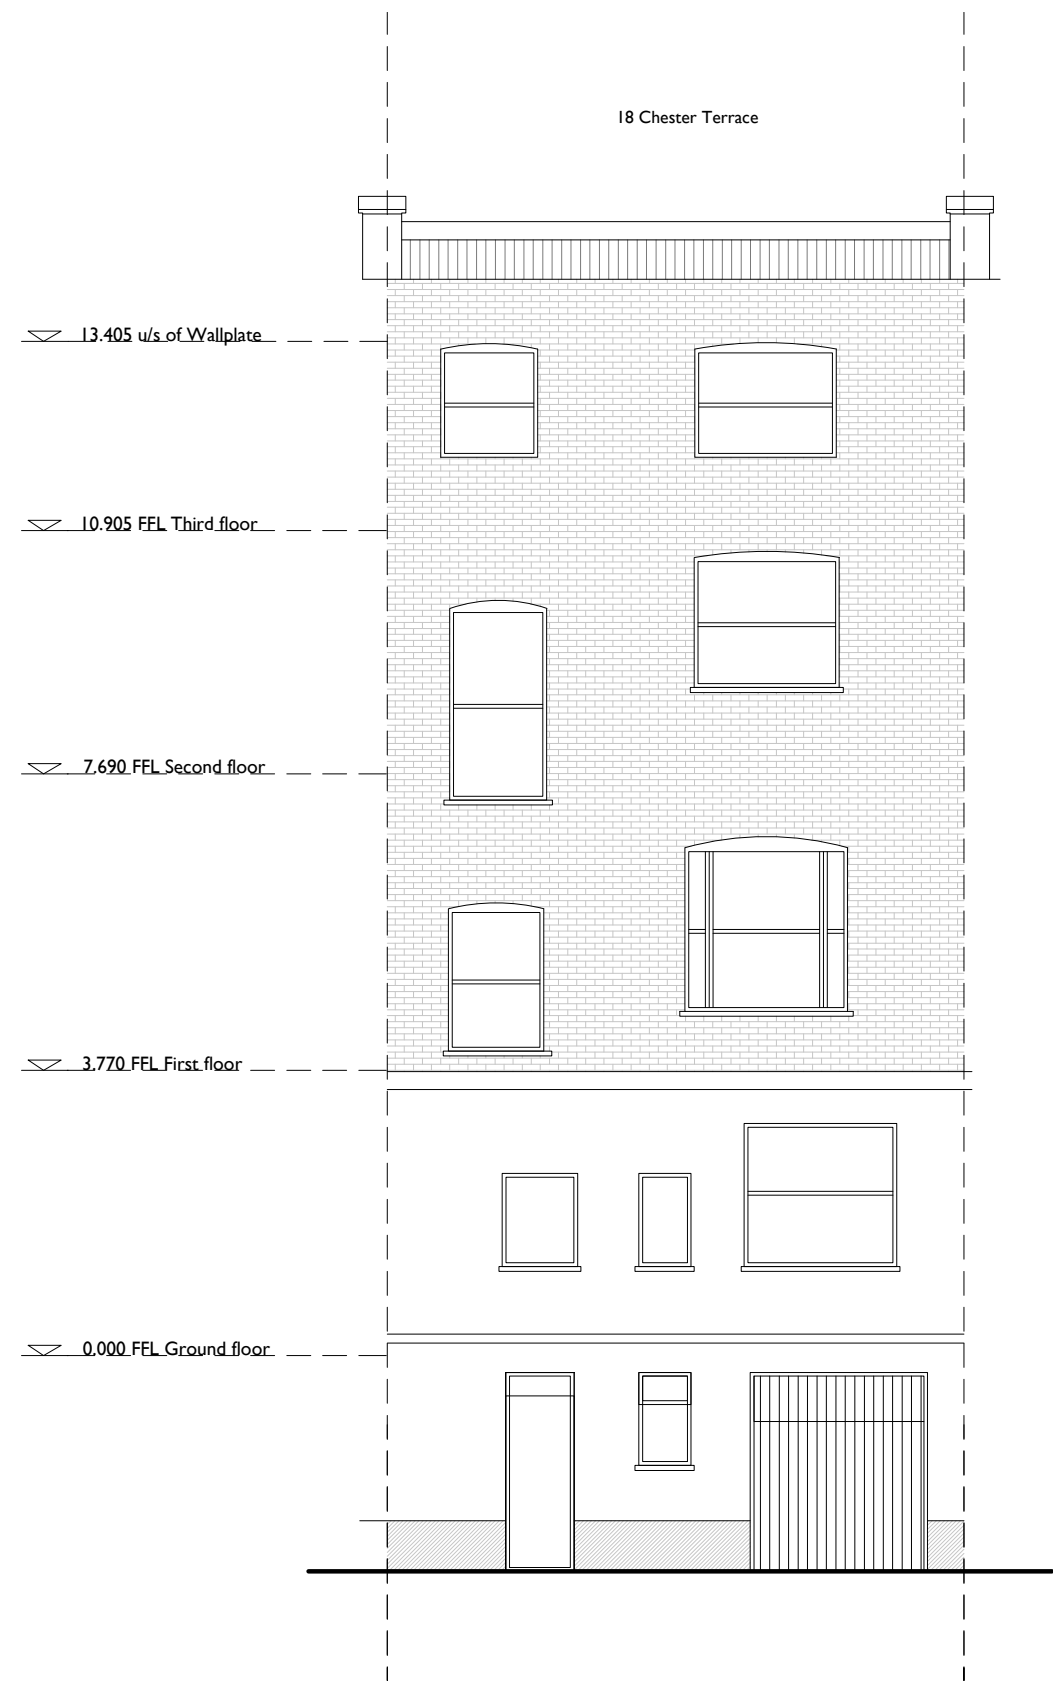 18 Chester Terrace
13.405 u/s of Wallplate
10.905 FFL Third floor
7.690 FFL Second floor
3.770 FFL First floor
0.000 FFL Ground floor